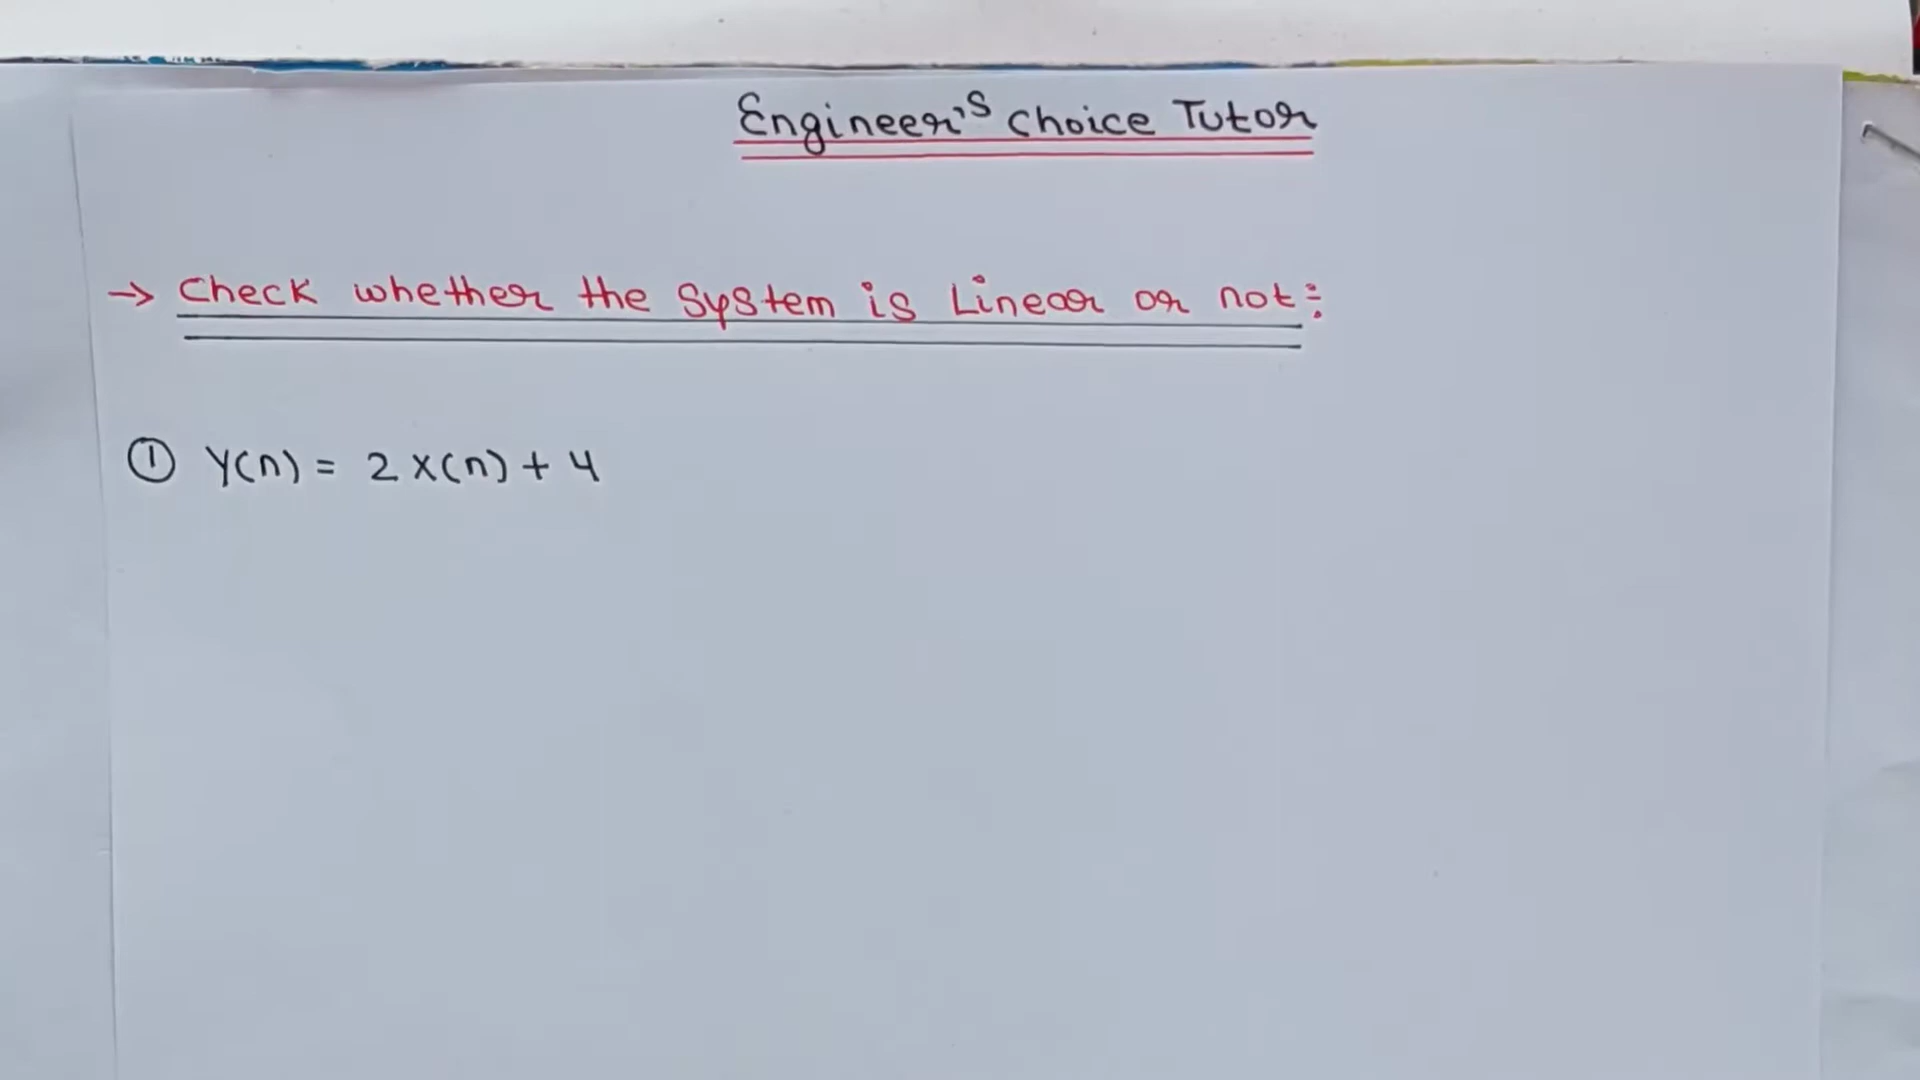 Engineer's Choice Tutor
→ Check whether the System is Linear or not:
① y(n) = 2x(n) + 4